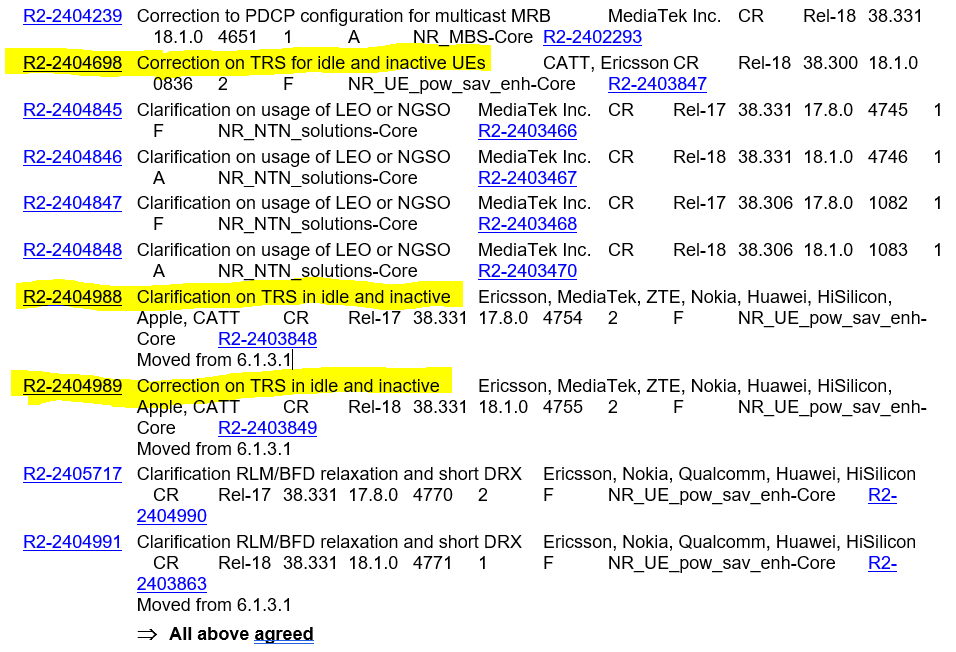 R2-2404239 Correction to PDCP configuration for multicast MRB MediaTek Inc. CR Rel-18 38.331
18.1.0 4651 1 A NR_MBS-Core R2-2402293
R2-2404698 Correction on TRS for idle and inactive UEs CATT, Ericsson CR Rel-18 38.300 18.1.0
0836 2 F NR_UE_pow_sav_enh-Core R2-2403847
R2-2404845 Clarification on usage of LEO or NGSO MediaTek Inc. CR Rel-17 38.331 17.8.0 4745 1
F NR_NTN_solutions-Core R2-2403466
R2-2404846 Clarification on usage of LEO or NGSO MediaTek Inc. CR Rel-18 38.331 18.1.0 4746 1
A NR_NTN_solutions-Core R2-2403467
R2-2404847 Clarification on usage of LEO or NGSO MediaTek Inc. CR Rel-17 38.306 17.8.0 1082 1
F NR_NTN_solutions-Core R2-2403468
R2-2404848 Clarification on usage of LEO or NGSO MediaTek Inc. CR Rel-18 38.306 18.1.0 1083 1
A NR_NTN_solutions-Core R2-2403470
R2-2404988 Clarification on TRS in idle and inactive Ericsson, MediaTek, ZTE, Nokia, Huawei, HiSilicon,
Apple, CATT CR Rel-17 38.331 17.8.0 4754 2 F NR_UE_pow_sav_enh-
Core R2-2403848
Moved from 6.1.3.1
R2-2404989 Correction on TRS in idle and inactive Ericsson, MediaTek, ZTE, Nokia, Huawei, HiSilicon,
Apple, CATT CR Rel-18 38.331 18.1.0 4755 2 F NR_UE_pow_sav_enh-
Core R2-2403849
Moved from 6.1.3.1
R2-2405717 Clarification RLM/BFD relaxation and short DRX Ericsson, Nokia, Qualcomm, Huawei, HiSilicon
CR Rel-17 38.331 17.8.0 4770 2 F NR_UE_pow_sav_enh-Core R2-
2404990
R2-2404991 Clarification RLM/BFD relaxation and short DRX Ericsson, Nokia, Qualcomm, Huawei, HiSilicon
CR Rel-18 38.331 18.1.0 4771 1 F NR_UE_pow_sav_enh-Core R2-
2403863
Moved from 6.1.3.1
⇒ All above agreed